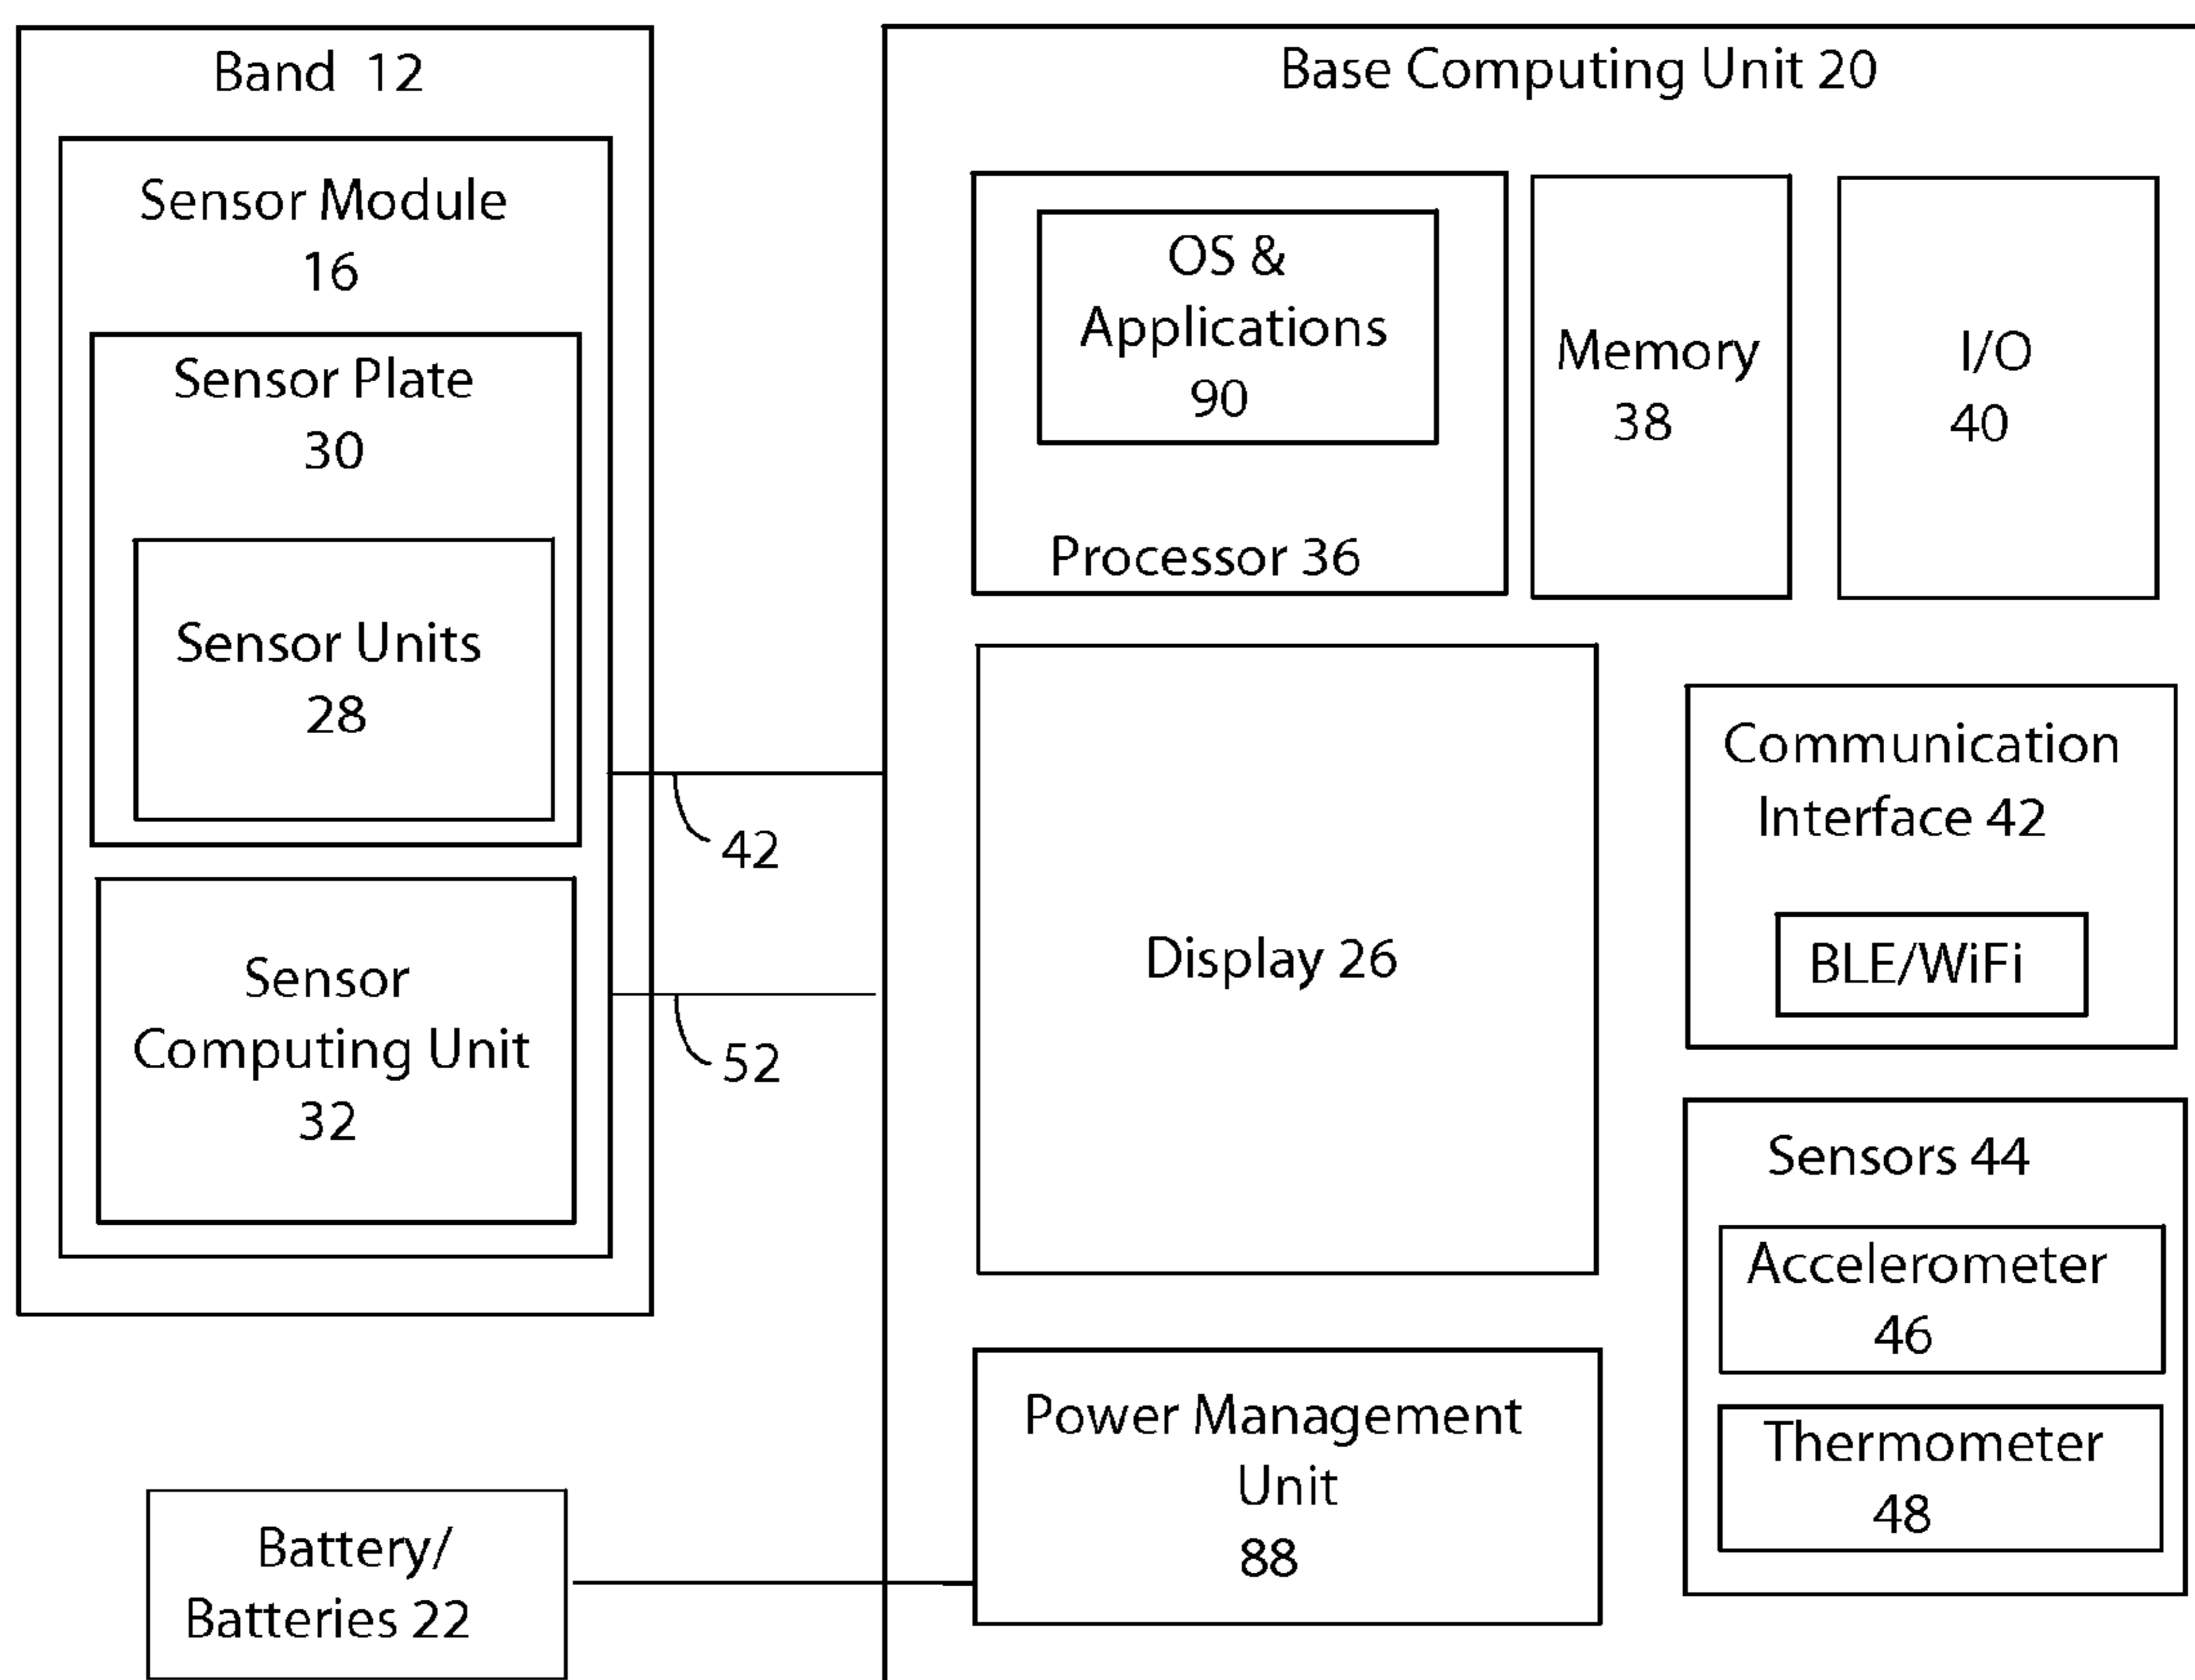 Band 12
Sensor Module
16
Sensor Plate
30
Sensor Units
28
Sensor
Computing Unit
32
42
52
Battery/
Batteries 22
Base Computing Unit 20
OS &
Applications
90
Processor 36
Memory
38
I/O
40
Display 26
Communication
Interface 42
BLE/WiFi
Sensors 44
Accelerometer
46
Thermometer
48
Power Management
Unit
88